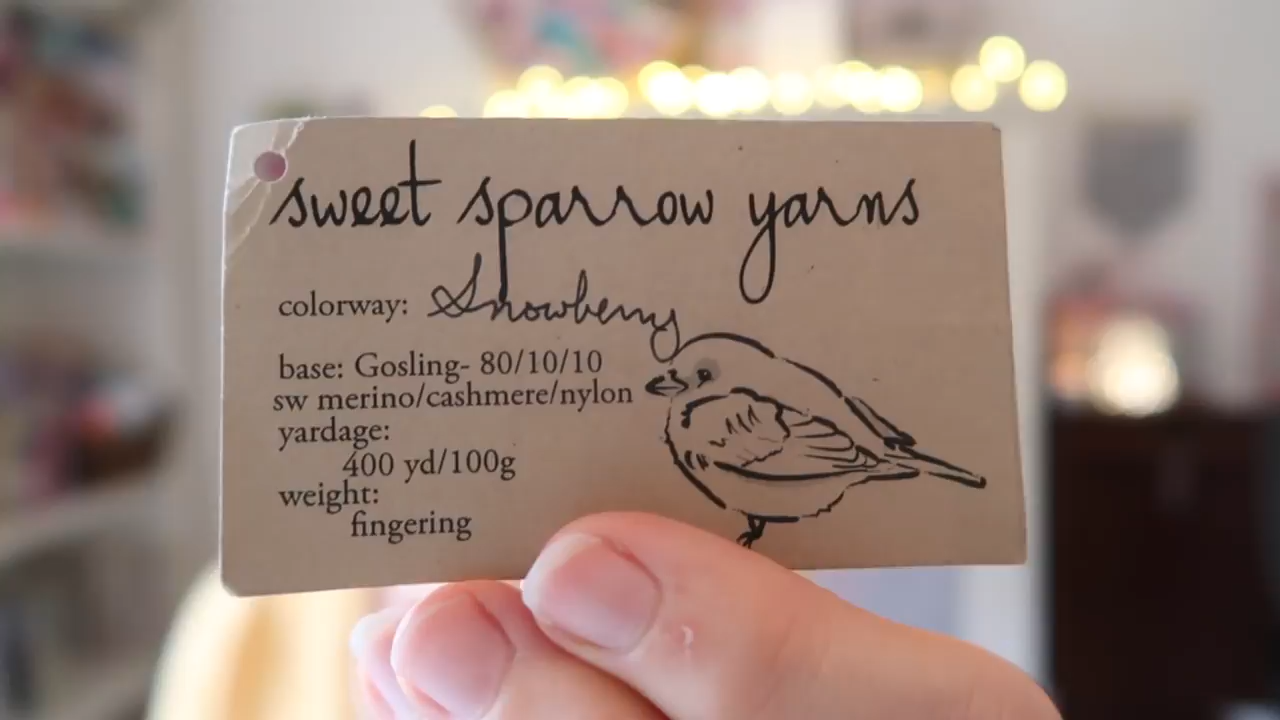 sweet sparrow yarns
colorway: Snowberry
base: Gosling- 80/10/10
sw merino/cashmere/nylon
yardage:
400 yd/100g
weight:
fingering